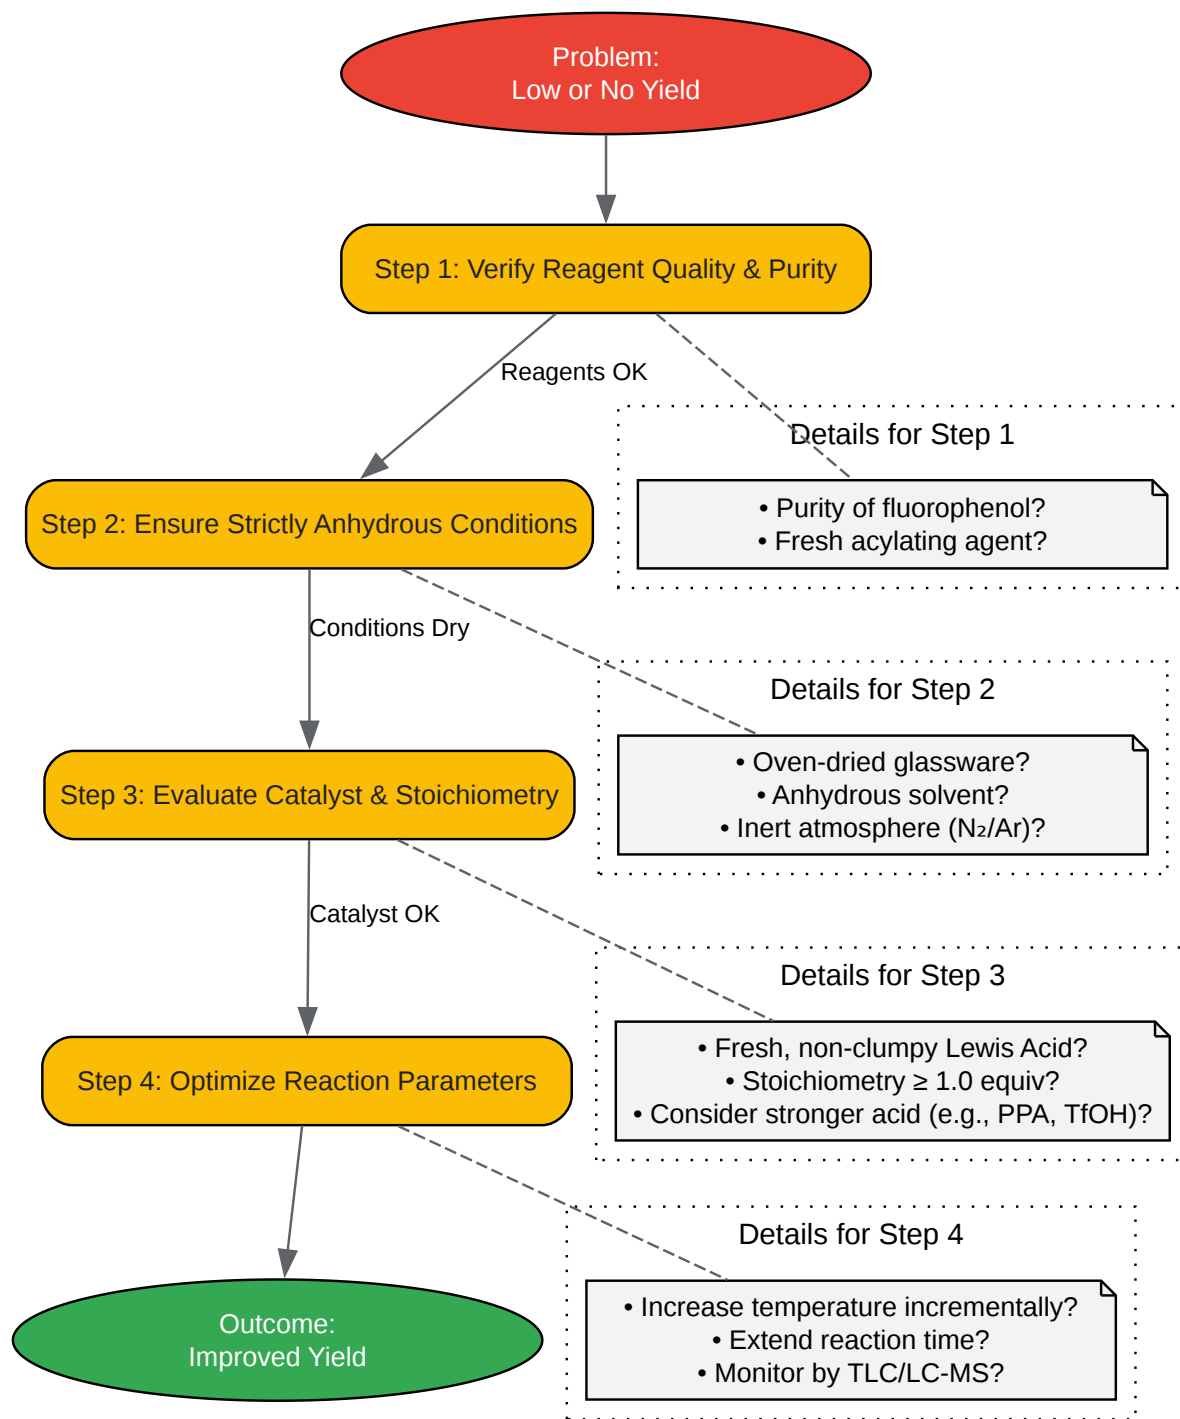 Problem:
Low or No Yield
Step 1: Verify Reagent Quality & Purity
Reagents OK
Details for Step 1
• Purity of fluorophenol?
• Fresh acylating agent?
Step 2: Ensure Strictly Anhydrous Conditions
Conditions Dry
Details for Step 2
• Oven-dried glassware?
• Anhydrous solvent?
• Inert atmosphere (N₂/Ar)?
Step 3: Evaluate Catalyst & Stoichiometry
Catalyst OK
Details for Step 3
• Fresh, non-clumpy Lewis Acid?
• Stoichiometry ≥ 1.0 equiv?
• Consider stronger acid (e.g., PPA, TfOH)?
Step 4: Optimize Reaction Parameters
Details for Step 4
• Increase temperature incrementally?
• Extend reaction time?
• Monitor by TLC/LC-MS?
Outcome:
Improved Yield